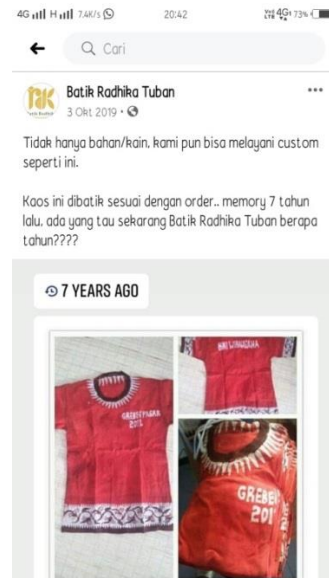 4G H 7.4K/s 20:42 4G+ 73%
Cari
Batik Radhika Tuban
3 Okt 2019
Tidak hanya bahan/kain, kami pun bisa melayani custom
seperti ini.
Kaos ini dibatik sesuai dengan order.. memory 7 tahun
lalu. ada yang tau sekarang Batik Radhika Tuban berapa
tahun????
7 YEARS AGO